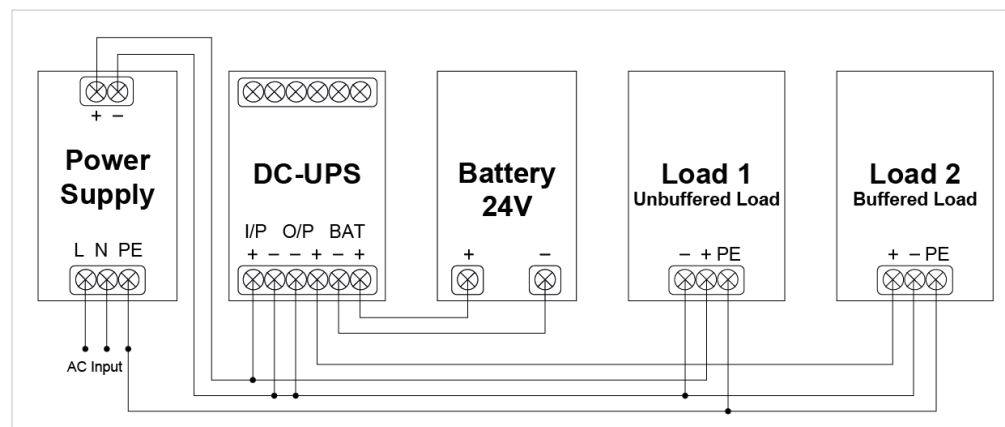 + −
Power
Supply
L N PE
AC Input
DC-UPS
I/P O/P BAT
+ − − + − +
Battery
24V
+ −
Load 1
Unbuffered Load
− + PE
Load 2
Buffered Load
+ − PE